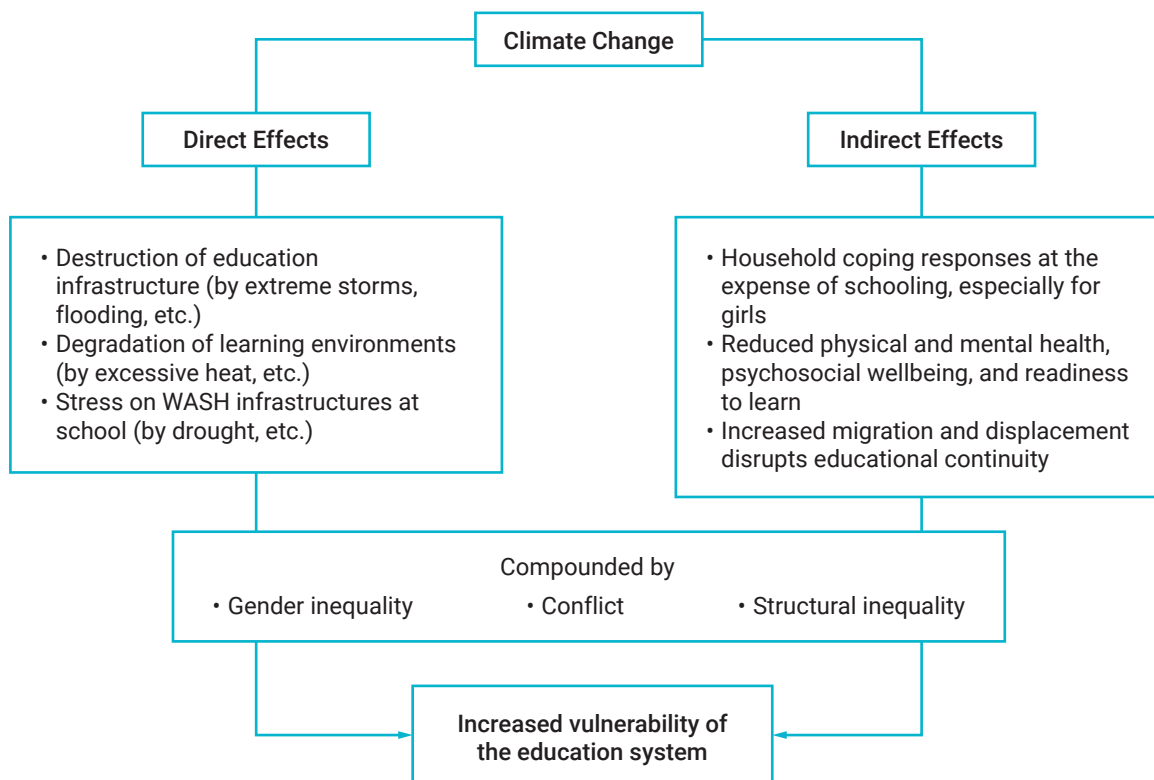 Climate Change
Direct Effects
Indirect Effects
• Destruction of education
infrastructure (by extreme storms,
flooding, etc.)
• Degradation of learning environments
(by excessive heat, etc.)
• Stress on WASH infrastructures at
school (by drought, etc.)
• Household coping responses at the
expense of schooling, especially for
girls
• Reduced physical and mental health,
psychosocial wellbeing, and readiness
to learn
• Increased migration and displacement
disrupts educational continuity
Compounded by
• Gender inequality • Conflict • Structural inequality
Increased vulnerability of
the education system